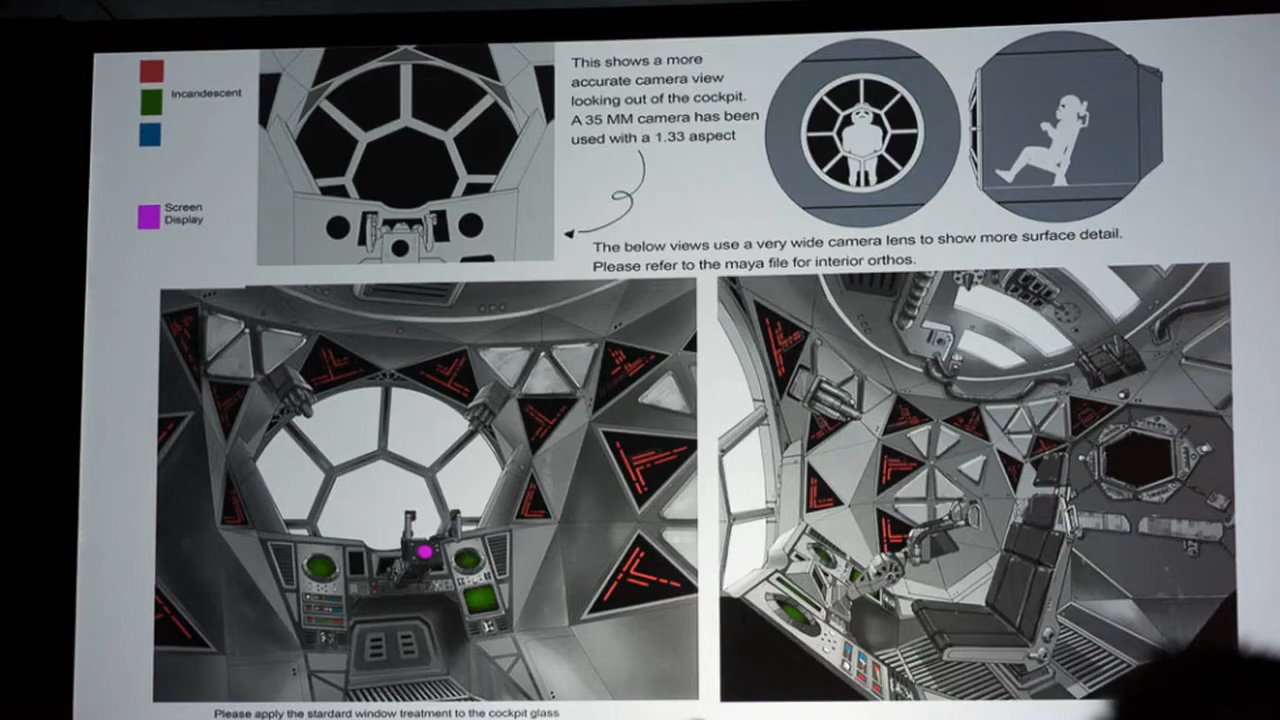 Incandescent
Screen
Display
This shows a more
accurate camera view
looking out of the cockpit.
A 35 MM camera has been
used with a 1.33 aspect
The below views use a very wide camera lens to show more surface detail.
Please refer to the maya file for interior orthos.
Please apply the stardard window treatment to the cockpit glass